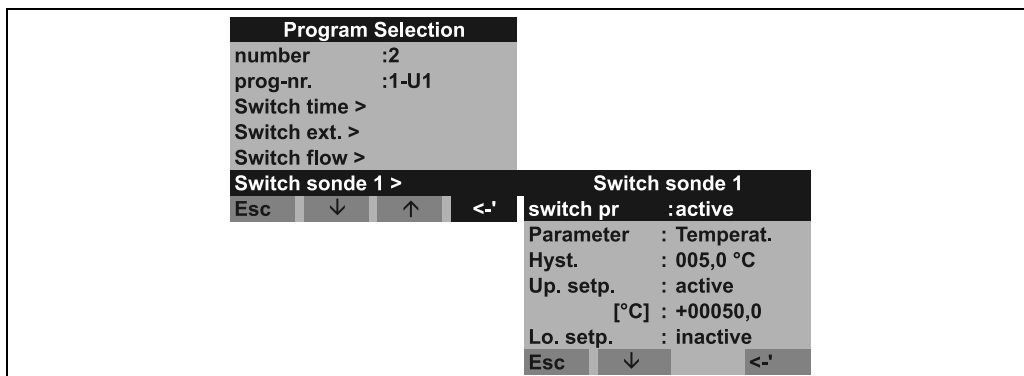 Program Selection
number :2
prog-nr. :1-U1
Switch time >
Switch ext. >
Switch flow >
Switch sonde 1 >
Esc ↓ ↑ <-'
Switch sonde 1
switch pr :active
Parameter : Temperat.
Hyst. : 005,0 °C
Up. setp. : active
[°C] : +00050,0
Lo. setp. : inactive
Esc ↓ <-'